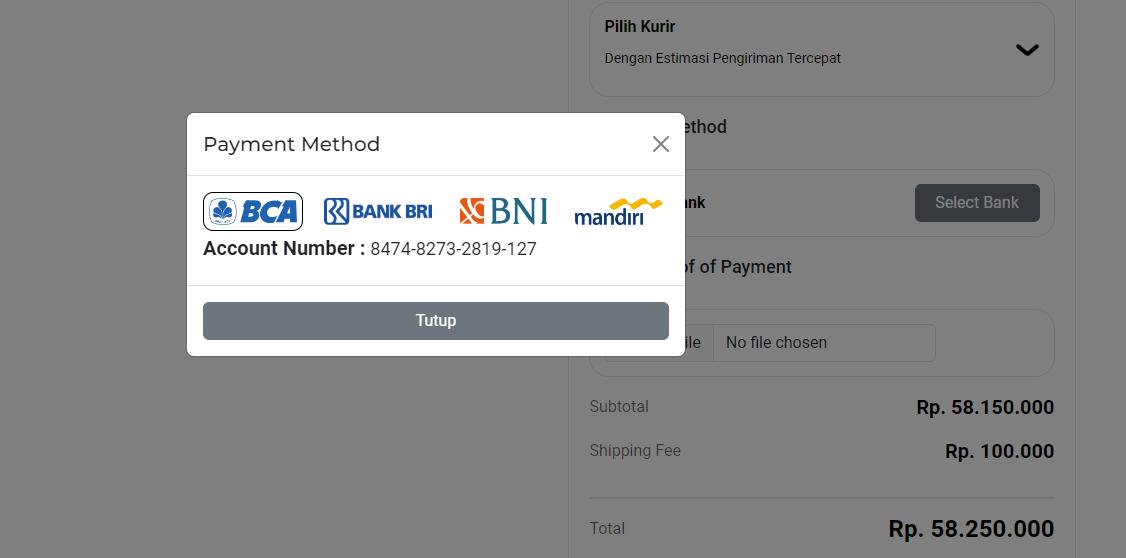 Pilih Kurir
Dengan Estimasi Pengiriman Tercepat
ethod
Payment Method
BCA BANK BRI BNI mandiri
ank
Select Bank
Account Number : 8474-8273-2819-127
of of Payment
Tutup
ile No file chosen
Subtotal Rp. 58.150.000
Shipping Fee Rp. 100.000
Total Rp. 58.250.000